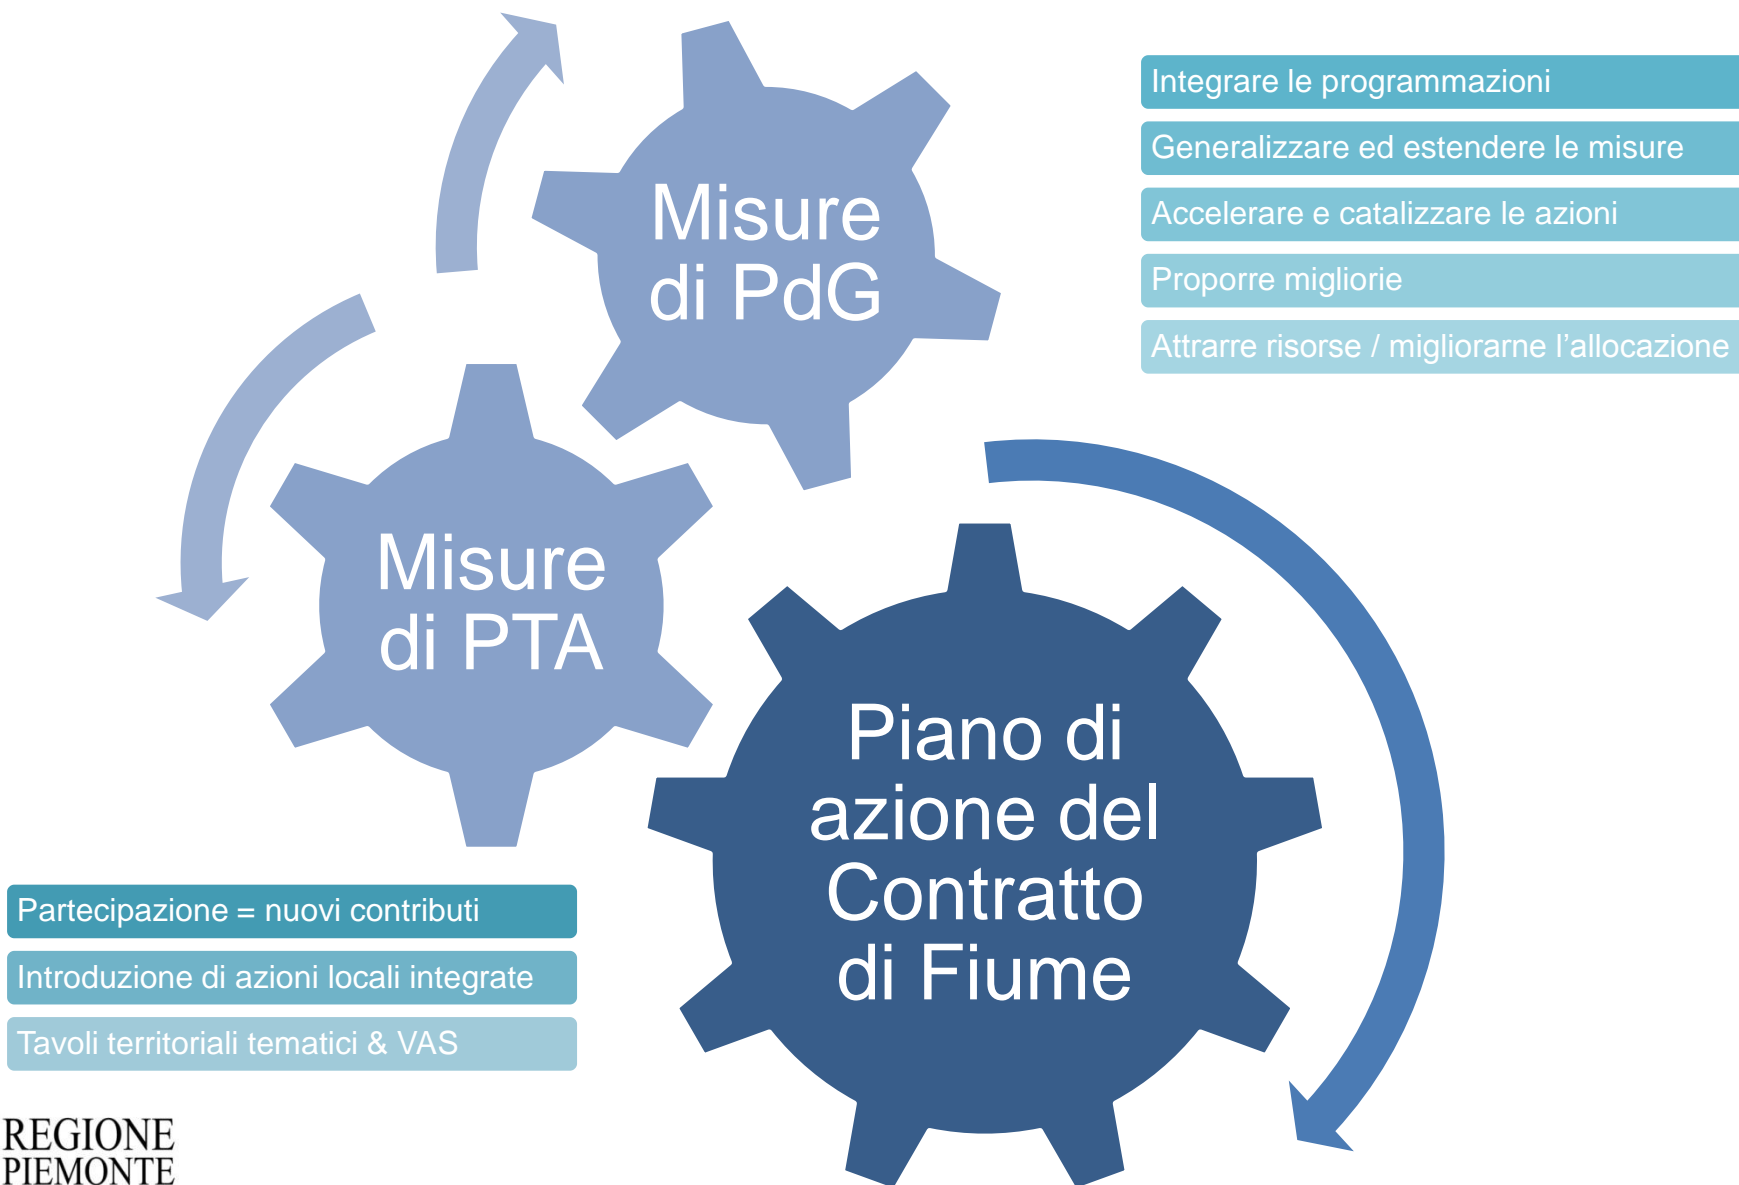 Misure
di PdG
Integrare le programmazioni
Generalizzare ed estendere le misure
Accelerare e catalizzare le azioni
Proporre migliorie
Attrarre risorse / migliorarne l’allocazione
Misure
di PTA
Piano di
azione del
Contratto
di Fiume
Partecipazione = nuovi contributi
Introduzione di azioni locali integrate
Tavoli territoriali tematici & VAS
REGIONE
PIEMONTE